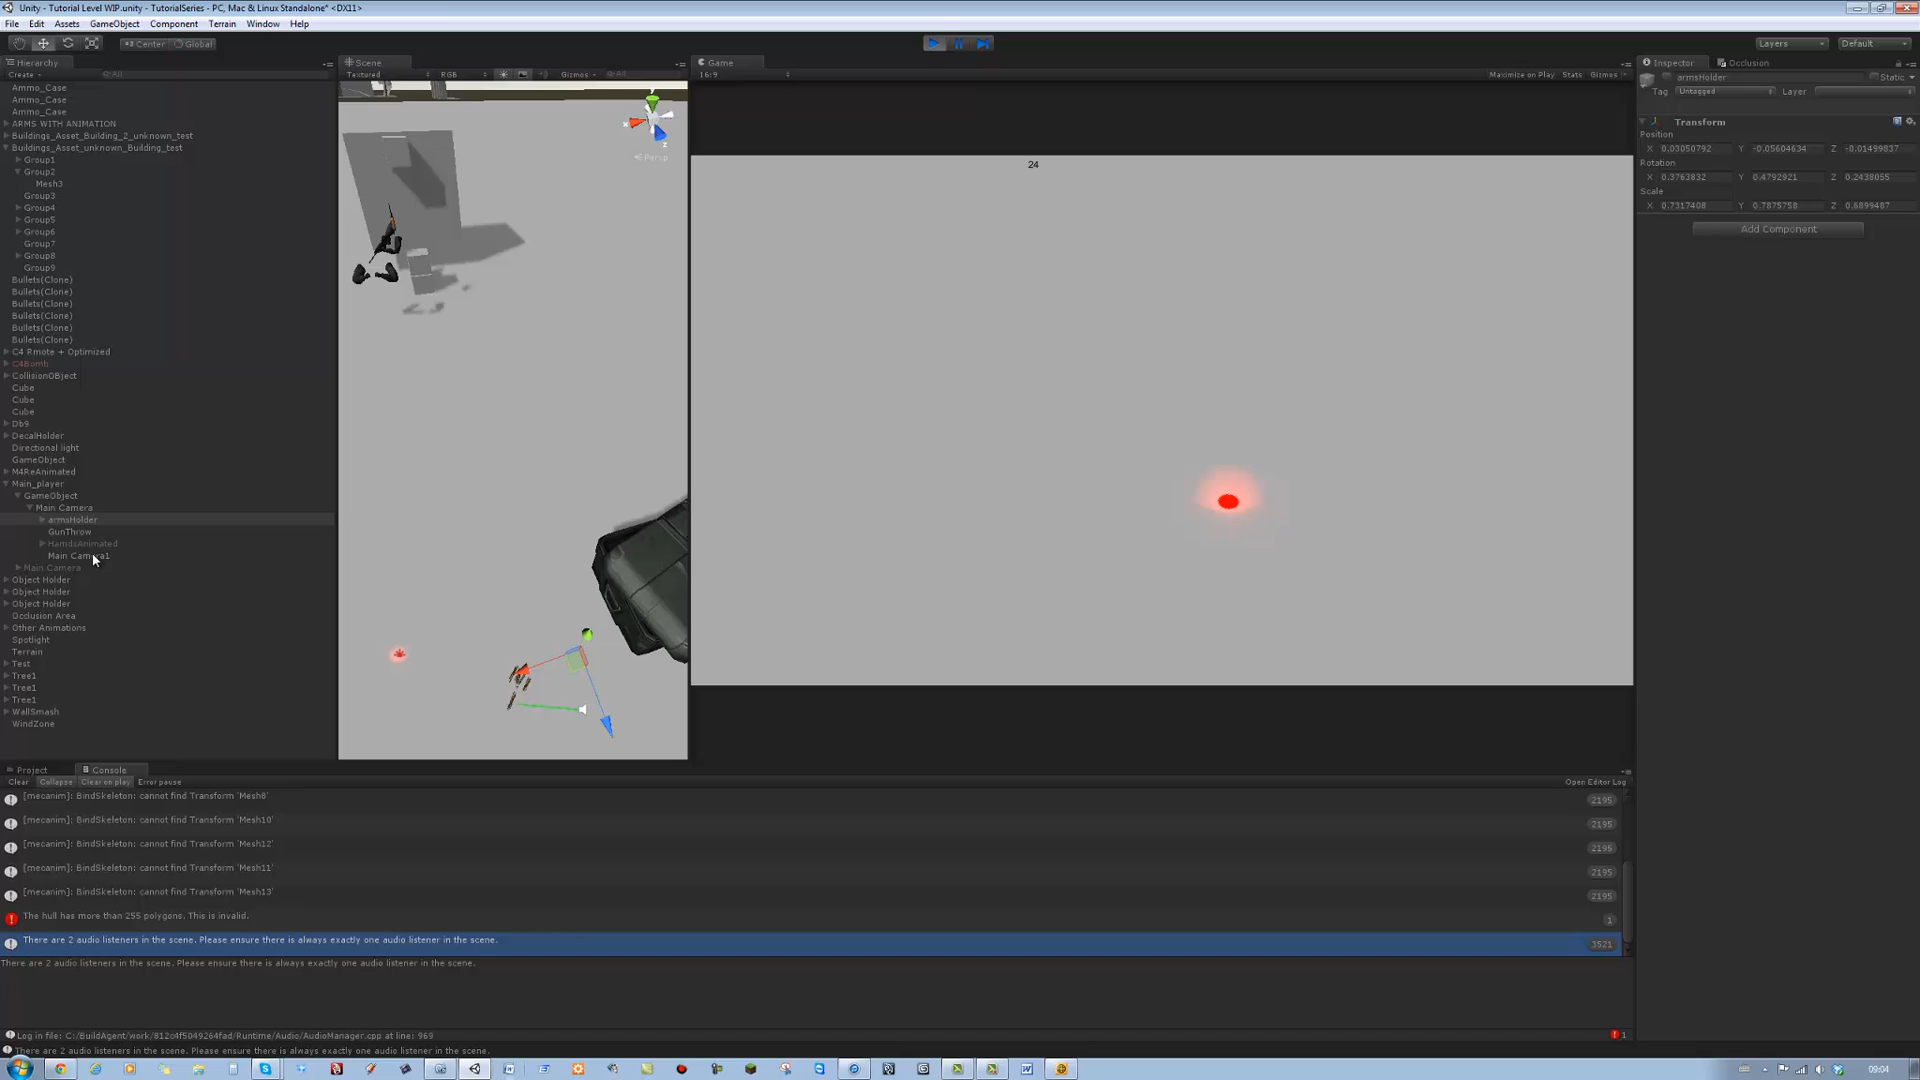 Unity - Tutorial Level WIP.unity - TutorialSeries - PC, Mac & Linux Standalone* <DX11>
File Edit Assets GameObject Component Terrain Window Help
Center Global
Layers Default
Hierarchy
Create All
Ammo_Case
Ammo_Case
Ammo_Case
ARMS WITH ANIMATION
Buildings_Asset_Building_2_unknown_test
Buildings_Asset_unknown_Building_test
Group1
Group2
Mesh3
Group3
Group4
Group5
Group6
Group7
Group8
Group9
Bullets(Clone)
Bullets(Clone)
Bullets(Clone)
Bullets(Clone)
Bullets(Clone)
Bullets(Clone)
C4 Rmote + Optimized
C4Bomb
CollisionOBject
Cube
Cube
Cube
Db9
DecalHolder
Directional light
GameObject
M4ReAnimated
Main_player
GameObject
Main Camera
armsHolder
GunThrow
HandsAnimated
Main Camera1
Main Camera
Object Holder
Object Holder
Object Holder
Occlusion Area
Other Animations
Spotlight
Terrain
Test
Tree1
Tree1
Tree1
WallSmash
WindZone
Scene
Textured RGB Gizmos All
y
x
z
Persp
Game
16:9 Maximize on Play Stats Gizmos
24
Inspector Occlusion
armsHolder Static
Tag Untagged Layer
Transform
Position
X 0.03050792 Y -0.05604634 Z -0.01499837
Rotation
X 0.3763832 Y 0.4792921 Z 0.2438055
Scale
X 0.7317408 Y 0.7875758 Z 0.6899487
Add Component
Project Console
Clear Collapse Clear on play Error pause Open Editor Log
[mecanim]: BindSkeleton: cannot find Transform 'Mesh8' 2195
[mecanim]: BindSkeleton: cannot find Transform 'Mesh10' 2195
[mecanim]: BindSkeleton: cannot find Transform 'Mesh12' 2195
[mecanim]: BindSkeleton: cannot find Transform 'Mesh11' 2195
[mecanim]: BindSkeleton: cannot find Transform 'Mesh13' 2195
The hull has more than 255 polygons. This is invalid. 1
There are 2 audio listeners in the scene. Please ensure there is always exactly one audio listener in the scene. 3521
There are 2 audio listeners in the scene. Please ensure there is always exactly one audio listener in the scene.
Log in file: C:/BuildAgent/work/812c4f5049264fad/Runtime/Audio/AudioManager.cpp at line: 969
1
There are 2 audio listeners in the scene. Please ensure there is always exactly one audio listener in the scene.
09:04